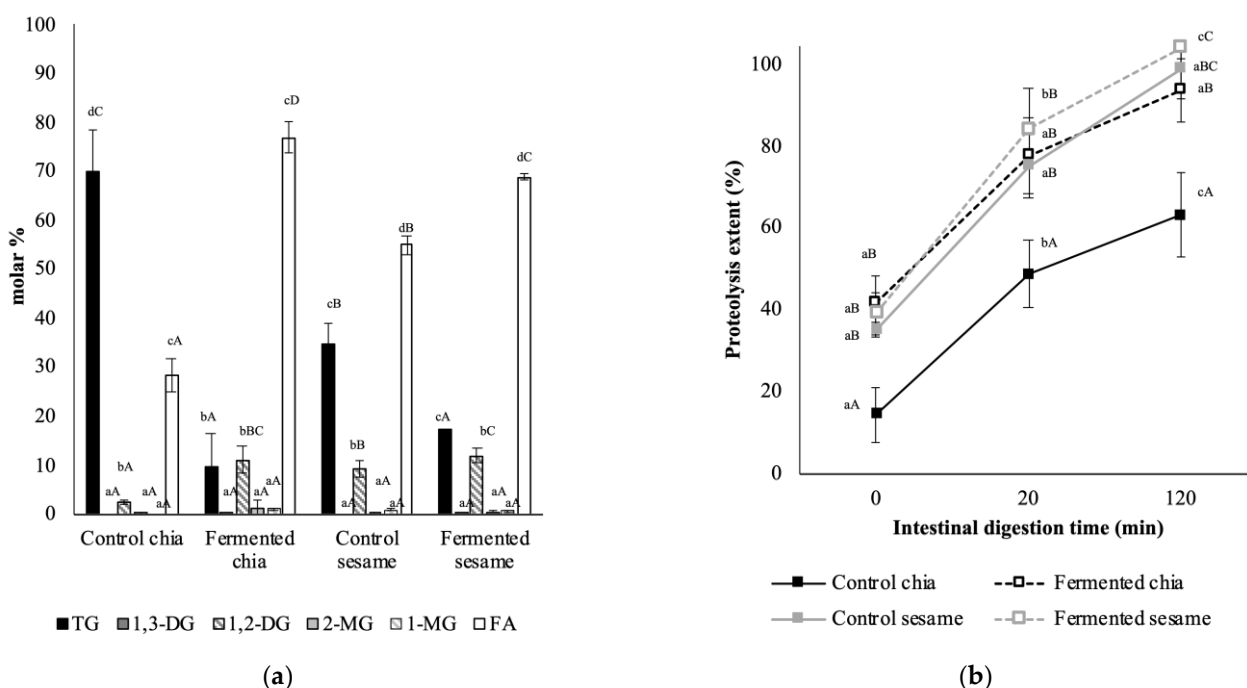 100
90
80
70
60
50
40
30
20
10
0
molar %
dC
bA
aA
aA
aA
cA
Control chia
bA
aA
bBC
aA
aA
cD
Fermented
chia
cB
aA
bB
aA
aA
dB
Control
sesame
cA
aA
bC
aA
aA
dC
Fermented
sesame
TG 1,3-DG 1,2-DG 2-MG 1-MG FA
(a)
100
80
60
40
20
0
Proteolysis extent (%)
aB
aB
aB
aA
bB
aB
aB
bA
cC
aBC
aB
cA
0 20 120
Intestinal digestion time (min)
Control chia Fermented chia
Control sesame Fermented sesame
(b)